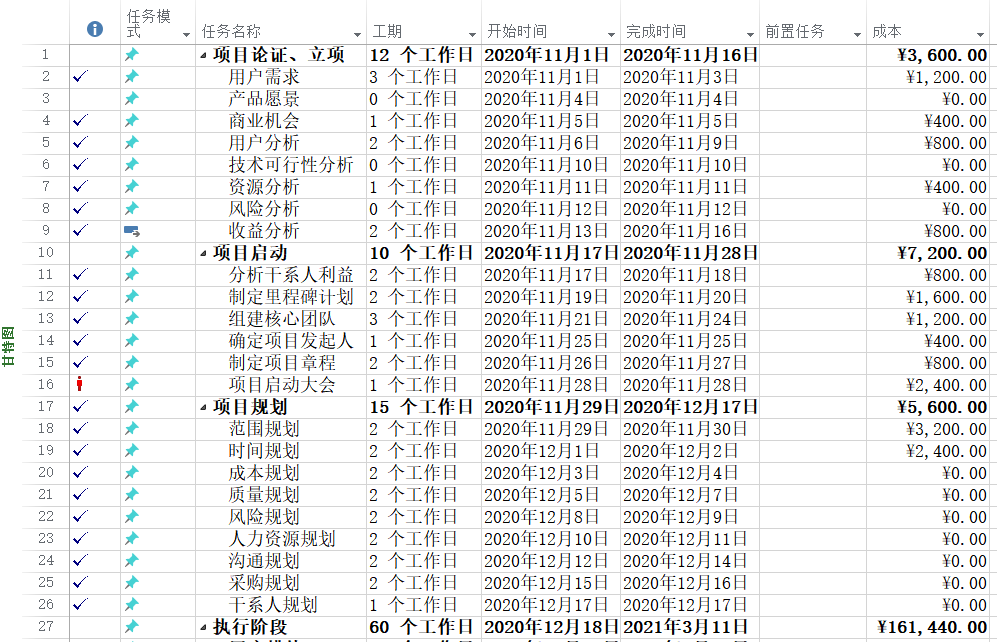 任务模式 任务名称 工期 开始时间 完成时间 前置任务 成本
1 项目论证、立项 12 个工作日 2020年11月1日 2020年11月16日 ¥3,600.00
2 用户需求 3 个工作日 2020年11月1日 2020年11月3日 ¥1,200.00
3 产品愿景 0 个工作日 2020年11月4日 2020年11月4日 ¥0.00
4 商业机会 1 个工作日 2020年11月5日 2020年11月5日 ¥400.00
5 用户分析 2 个工作日 2020年11月6日 2020年11月9日 ¥800.00
6 技术可行性分析 0 个工作日 2020年11月10日 2020年11月10日 ¥0.00
7 资源分析 1 个工作日 2020年11月11日 2020年11月11日 ¥400.00
8 风险分析 0 个工作日 2020年11月12日 2020年11月12日 ¥0.00
9 收益分析 2 个工作日 2020年11月13日 2020年11月16日 ¥800.00
10 项目启动 10 个工作日 2020年11月17日 2020年11月28日 ¥7,200.00
11 分析干系人利益 2 个工作日 2020年11月17日 2020年11月18日 ¥800.00
12 制定里程碑计划 2 个工作日 2020年11月19日 2020年11月20日 ¥1,600.00
13 组建核心团队 3 个工作日 2020年11月21日 2020年11月24日 ¥1,200.00
14 确定项目发起人 1 个工作日 2020年11月25日 2020年11月25日 ¥400.00
15 制定项目章程 2 个工作日 2020年11月26日 2020年11月27日 ¥800.00
16 项目启动大会 1 个工作日 2020年11月28日 2020年11月28日 ¥2,400.00
17 项目规划 15 个工作日 2020年11月29日 2020年12月17日 ¥5,600.00
18 范围规划 2 个工作日 2020年11月29日 2020年11月30日 ¥3,200.00
19 时间规划 2 个工作日 2020年12月1日 2020年12月2日 ¥2,400.00
20 成本规划 2 个工作日 2020年12月3日 2020年12月4日 ¥0.00
21 质量规划 2 个工作日 2020年12月5日 2020年12月7日 ¥0.00
22 风险规划 2 个工作日 2020年12月8日 2020年12月9日 ¥0.00
23 人力资源规划 2 个工作日 2020年12月10日 2020年12月11日 ¥0.00
24 沟通规划 2 个工作日 2020年12月12日 2020年12月14日 ¥0.00
25 采购规划 2 个工作日 2020年12月15日 2020年12月16日 ¥0.00
26 干系人规划 1 个工作日 2020年12月17日 2020年12月17日 ¥0.00
27 执行阶段 60 个工作日 2020年12月18日 2021年3月11日 ¥161,440.00
甘特图